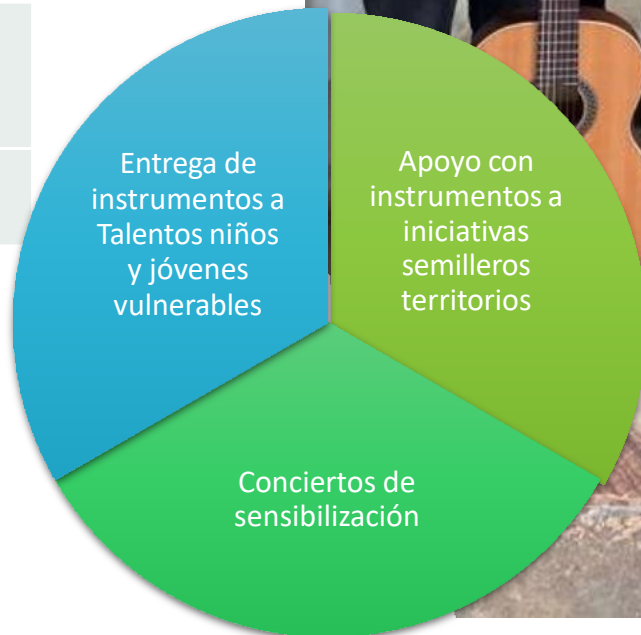 Entrega de
instrumentos a
Talentos niños
y jóvenes
vulnerables
Apoyo con
instrumentos a
iniciativas
semilleros
territorios
Conciertos de
sensibilización